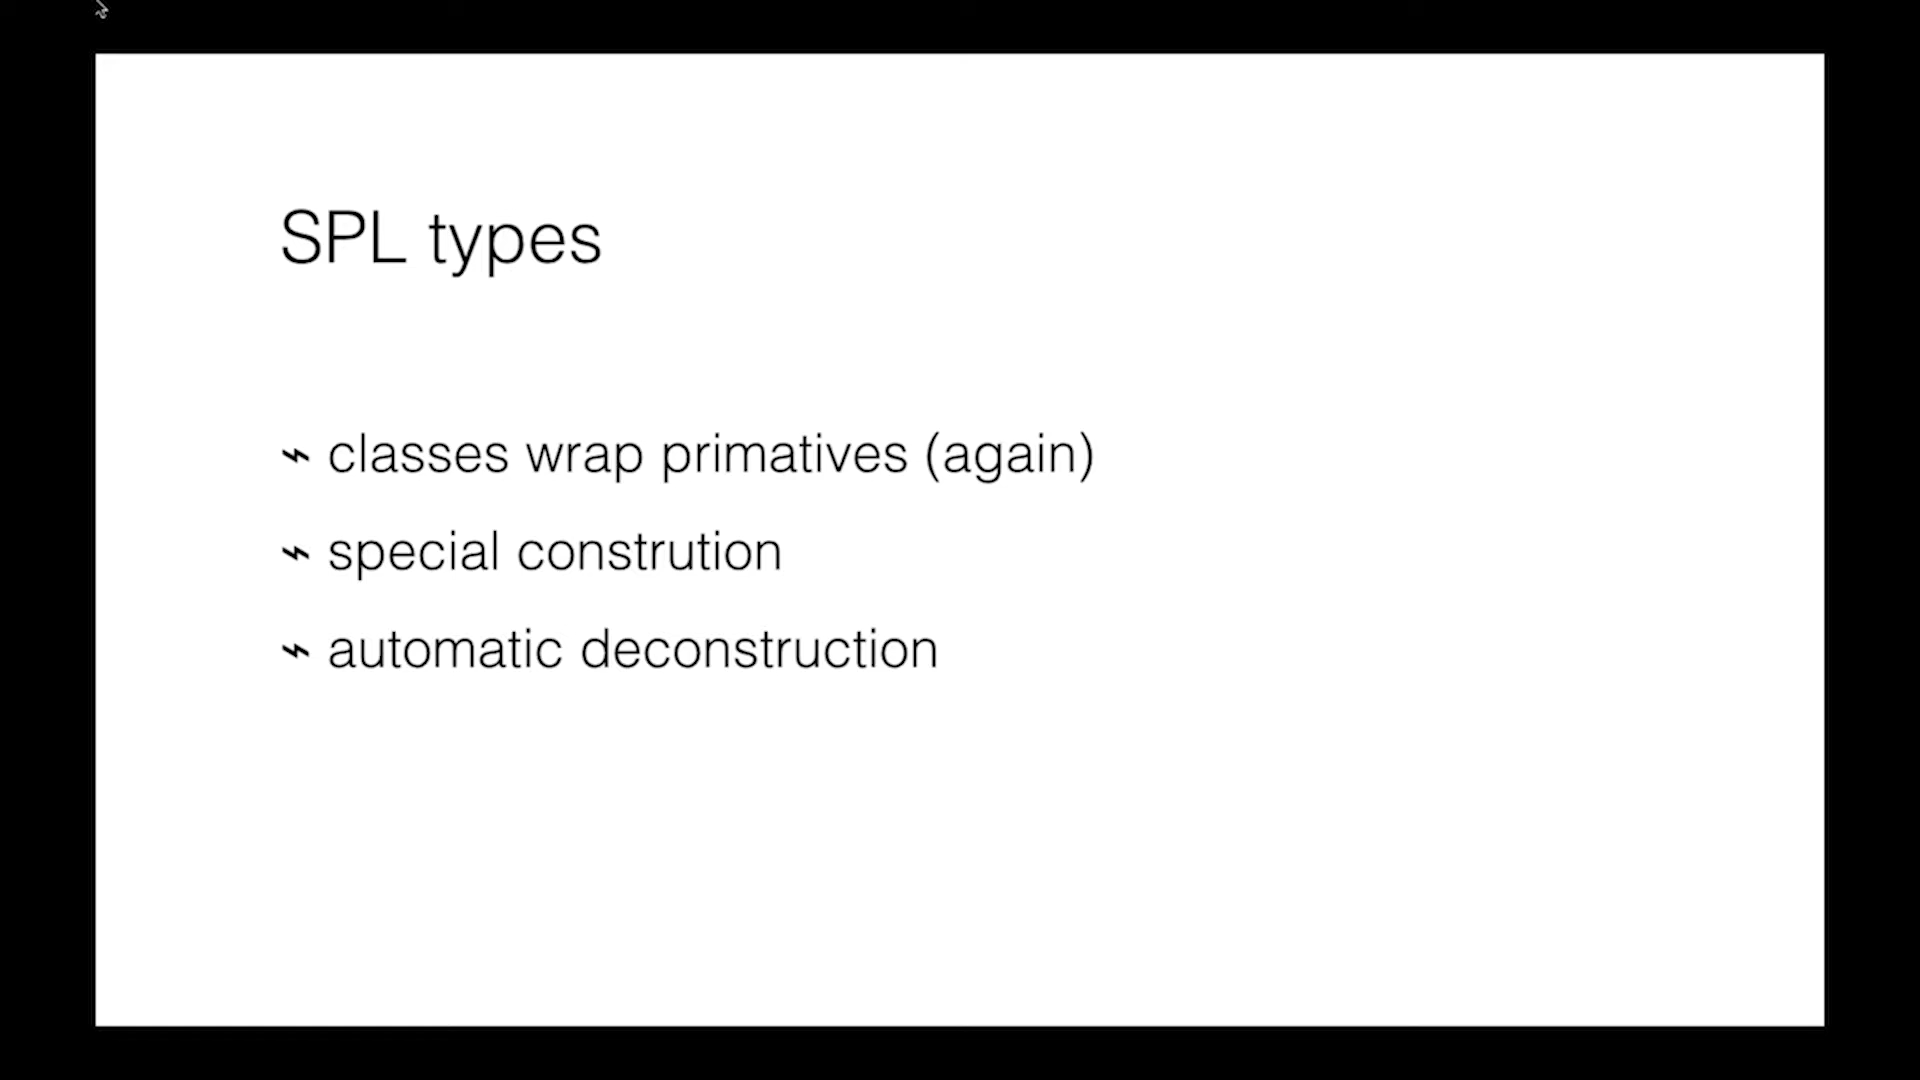 SPL types
classes wrap primatives (again)
special constrution
automatic deconstruction